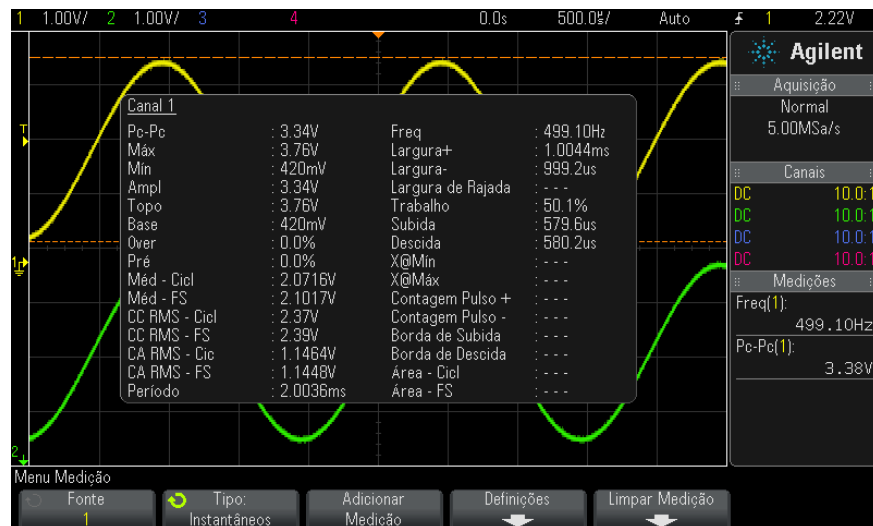 1 1.00V/ 2 1.00V/ 3 4 0.0s 500.0㎲/ Auto 1 2.22V
Agilent
Aquisição
Normal
5.00MSa/s
Canais
DC 10.0:1
DC 10.0:1
DC 10.0:1
DC 10.0:1
Medições
Freq(1):
499.10Hz
Pc-Pc(1):
3.38V
T
1
2
Canal 1
Pc-Pc : 3.34V Freq : 499.10Hz
Máx : 3.76V Largura+ : 1.0044ms
Mín : 420mV Largura- : 999.2us
Ampl : 3.34V Largura de Rajada : - - -
Topo : 3.76V Trabalho : 50.1%
Base : 420mV Subida : 579.6us
Over : 0.0% Descida : 580.2us
Pré : 0.0% X@Mín : - - -
Méd - Cicl : 2.0716V X@Máx : - - -
Méd - FS : 2.1017V Contagem Pulso + : - - -
CC RMS - Cicl : 2.37V Contagem Pulso - : - - -
CC RMS - FS : 2.39V Borda de Subida : - - -
CA RMS - Cic : 1.1464V Borda de Descida : - - -
CA RMS - FS : 1.1448V Área - Cicl : - - -
Período : 2.0036ms Área - FS : - - -
Menu Medição
Fonte
1
Tipo:
Instantâneos
Adicionar
Medição
Definições
Limpar Medição